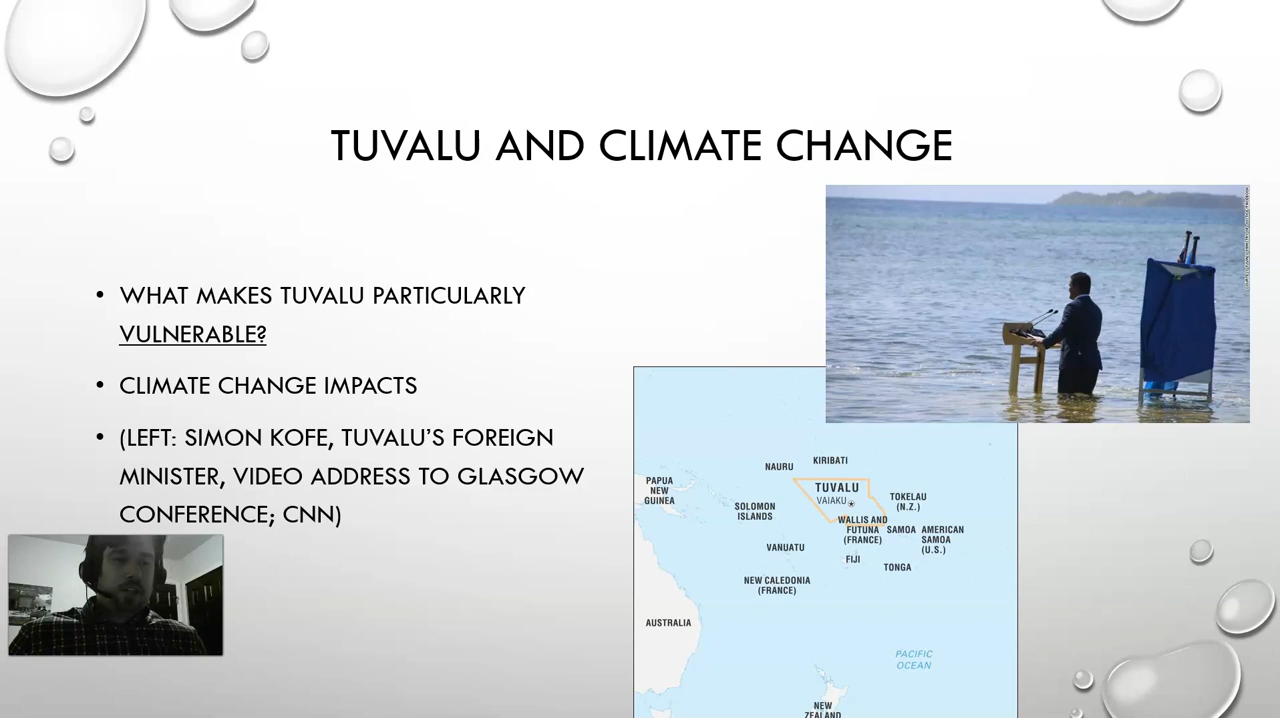 TUVALU AND CLIMATE CHANGE
• WHAT MAKES TUVALU PARTICULARLY
VULNERABLE?
• CLIMATE CHANGE IMPACTS
• (LEFT: SIMON KOFE, TUVALU’S FOREIGN
MINISTER, VIDEO ADDRESS TO GLASGOW
CONFERENCE; CNN)
NAURU
KIRIBATI
PAPUA
NEW
GUINEA
TUVALU
VAIAKU
TOKELAU
(N.Z.)
SOLOMON
ISLANDS
WALLIS AND
FUTUNA
(FRANCE)
SAMOA
AMERICAN
SAMOA
(U.S.)
VANUATU
FIJI
TONGA
NEW CALEDONIA
(FRANCE)
AUSTRALIA
PACIFIC
OCEAN
NEW
ZEALAND